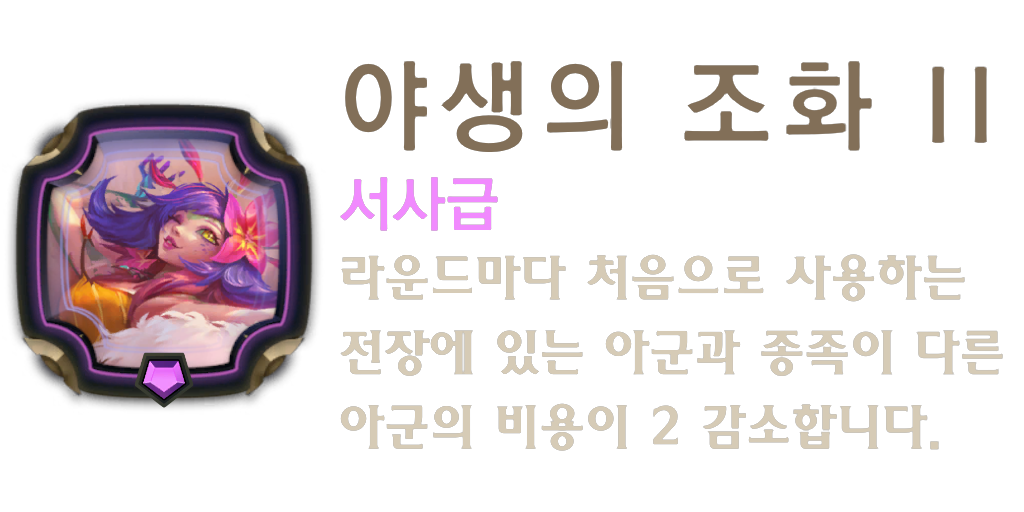 야생의 조화 II
서사급
라운드마다 처음으로 사용하는
전장에 있는 아군과 종족이 다른
아군의 비용이 2 감소합니다.